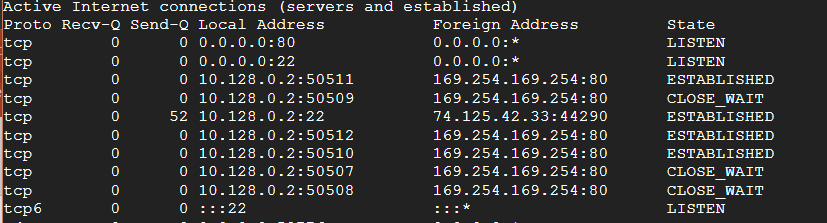 Active Internet connections (servers and established)
Proto Recv-Q Send-Q Local Address Foreign Address State
tcp 0 0 0.0.0.0:80 0.0.0.0:* LISTEN
tcp 0 0 0.0.0.0:22 0.0.0.0:* LISTEN
tcp 0 0 10.128.0.2:50511 169.254.169.254:80 ESTABLISHED
tcp 0 0 10.128.0.2:50509 169.254.169.254:80 CLOSE_WAIT
tcp 0 52 10.128.0.2:22 74.125.42.33:44290 ESTABLISHED
tcp 0 0 10.128.0.2:50512 169.254.169.254:80 ESTABLISHED
tcp 0 0 10.128.0.2:50510 169.254.169.254:80 ESTABLISHED
tcp 0 0 10.128.0.2:50507 169.254.169.254:80 CLOSE_WAIT
tcp 0 0 10.128.0.2:50508 169.254.169.254:80 CLOSE_WAIT
tcp6 0 0 :::22 :::* LISTEN